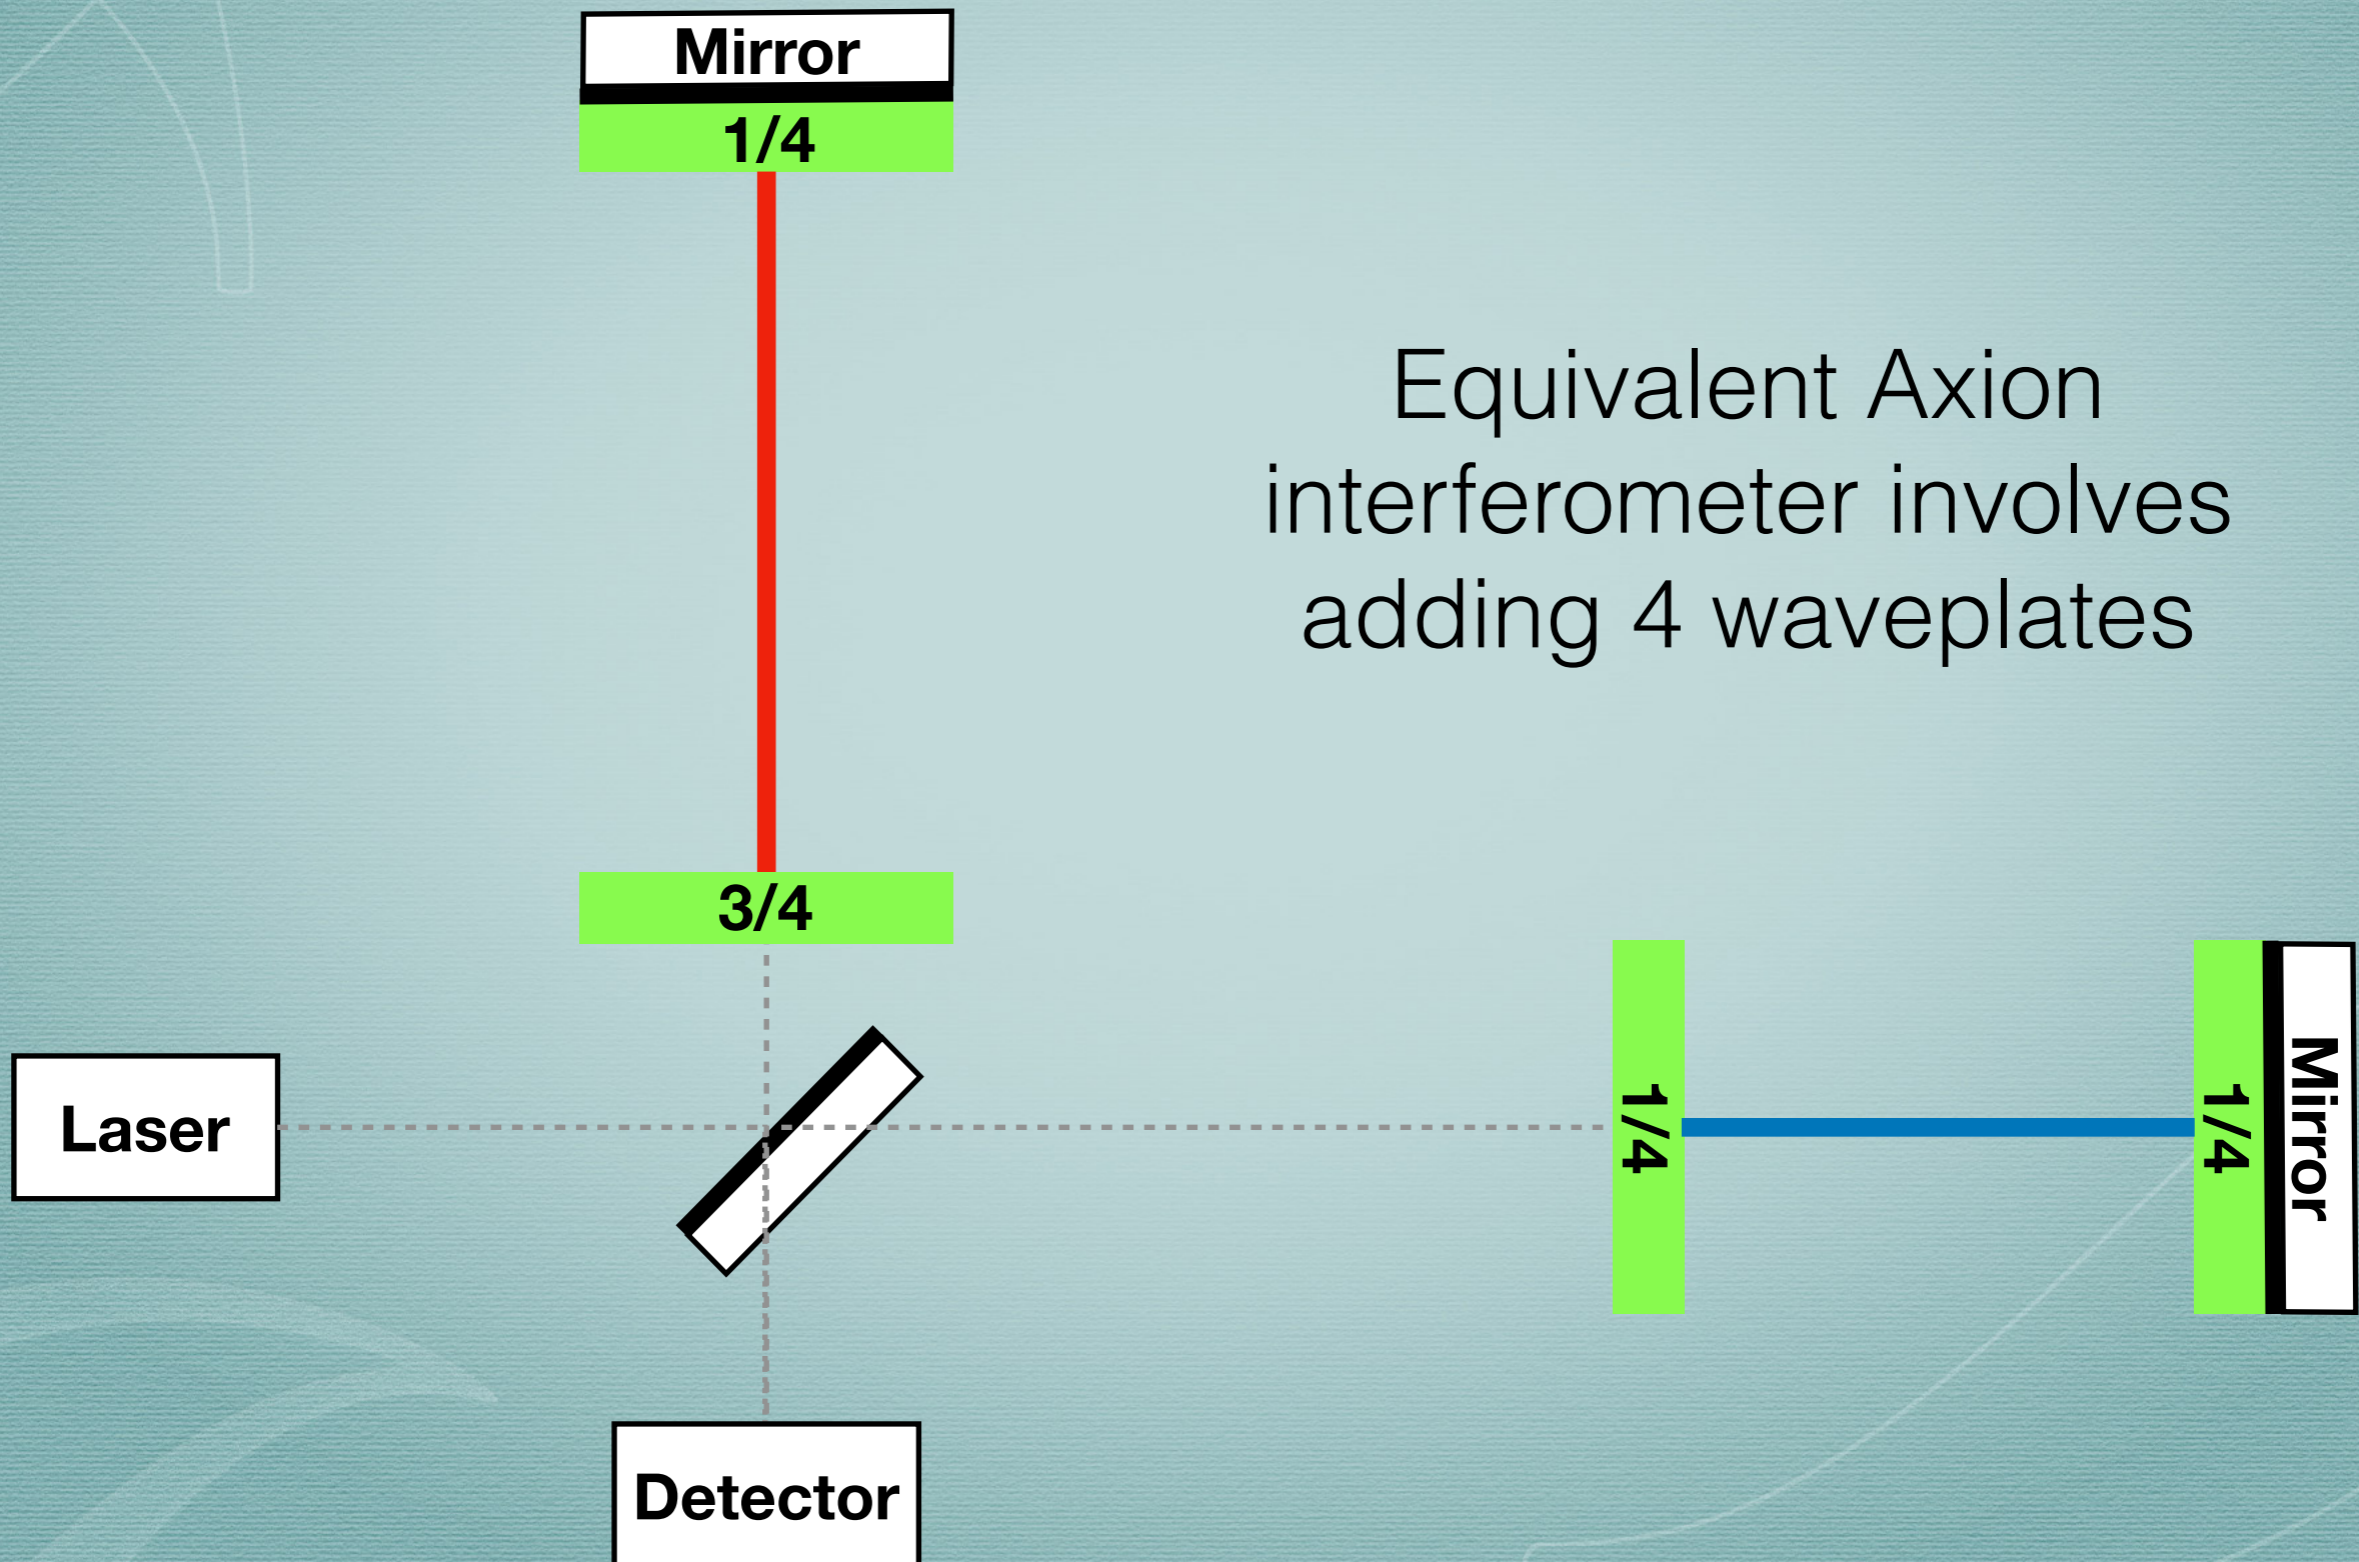 Mirror
1/4
Equivalent Axion
interferometer involves
adding 4 waveplates
3/4
Laser
1/4
1/4
Mirror
Detector